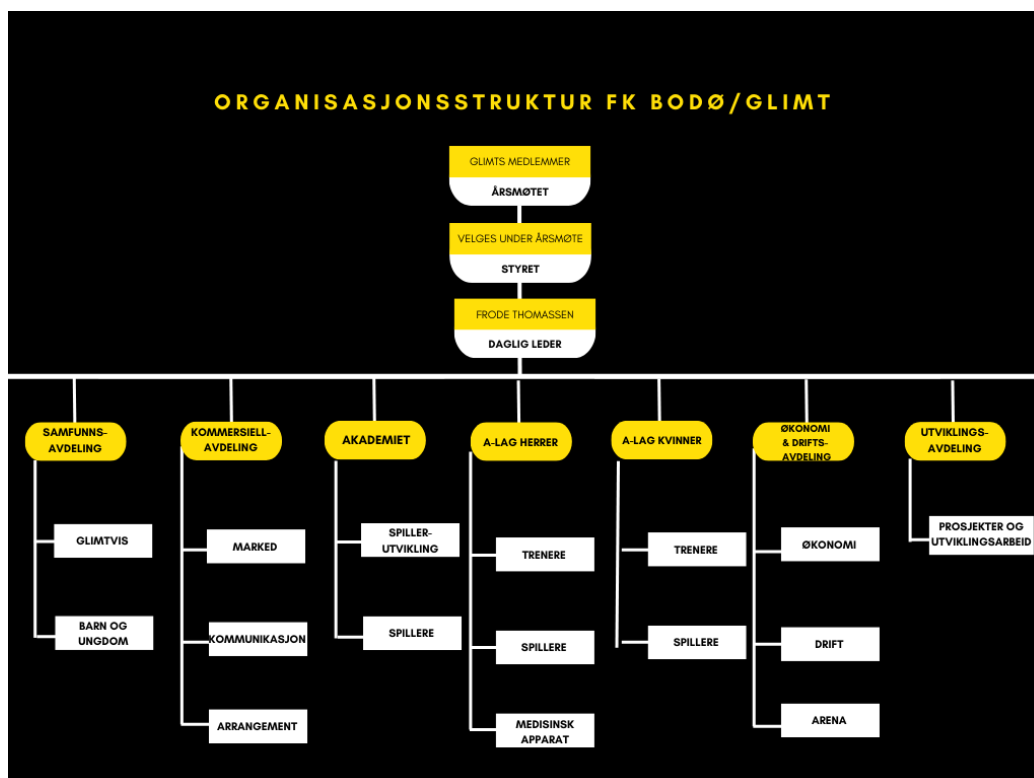 ORGANISASJONSSTRUKTUR FK BODØ/GLIMT
GLIMTS MEDLEMMER
ÅRSMØTET
VELGES UNDER ÅRSMØTE
STYRET
FRODE THOMASSEN
DAGLIG LEDER
SAMFUNNS-
AVDELING
GLIMTVIS
BARN OG
UNGDOM
KOMMERSIELL-
AVDELING
MARKED
KOMMUNIKASJON
ARRANGEMENT
AKADEMIET
SPILLER-
UTVIKLING
SPILLERE
A-LAG HERRER
TRENERE
SPILLERE
MEDISINSK
APPARAT
A-LAG KVINNER
TRENERE
SPILLERE
ØKONOMI
& DRIFTS-
AVDELING
ØKONOMI
DRIFT
ARENA
UTVIKLINGS-
AVDELING
PROSJEKTER OG
UTVIKLINGSARBEID